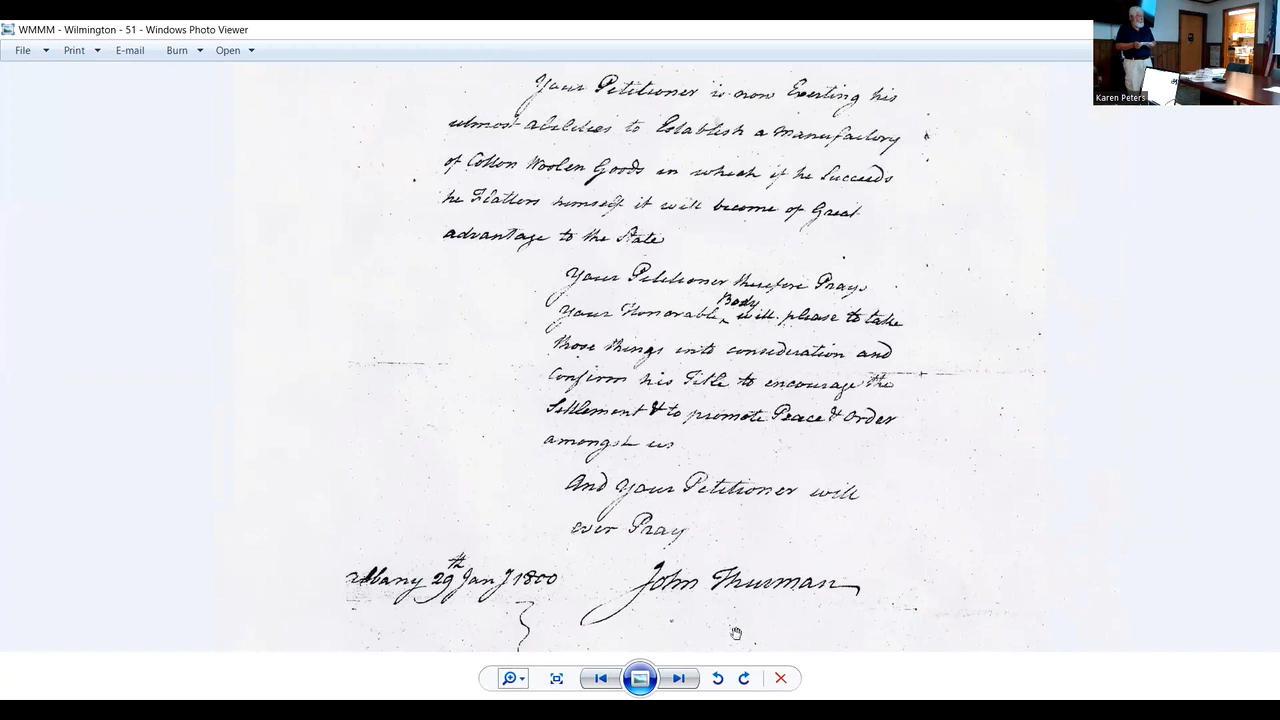 WMMM - Wilmington - 51 - Windows Photo Viewer
File Print E-mail Burn Open
Karen Peters
Your Petitioner is now Exerting his
utmost abilities to Establish a Manufactory
of Cotton Woolen Goods in which if he Succeeds
he Flatters himself it will become of Great
advantage to the State
Your Petitioner therefore Prays
Body
Your Honorable ‸ will please to take
those things into consideration and
Confirm his Title to encourage the
Settlement & to promote Peace & Order
amongst us
And Your Petitioner will
ever Pray
Albany 29th Jany 1800 John Thurman